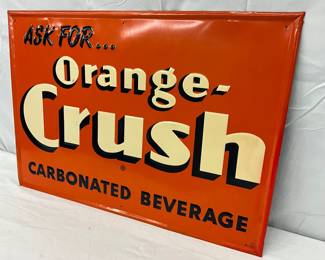 ASK FOR...
Orange-
Crush
CARBONATED BEVERAGE